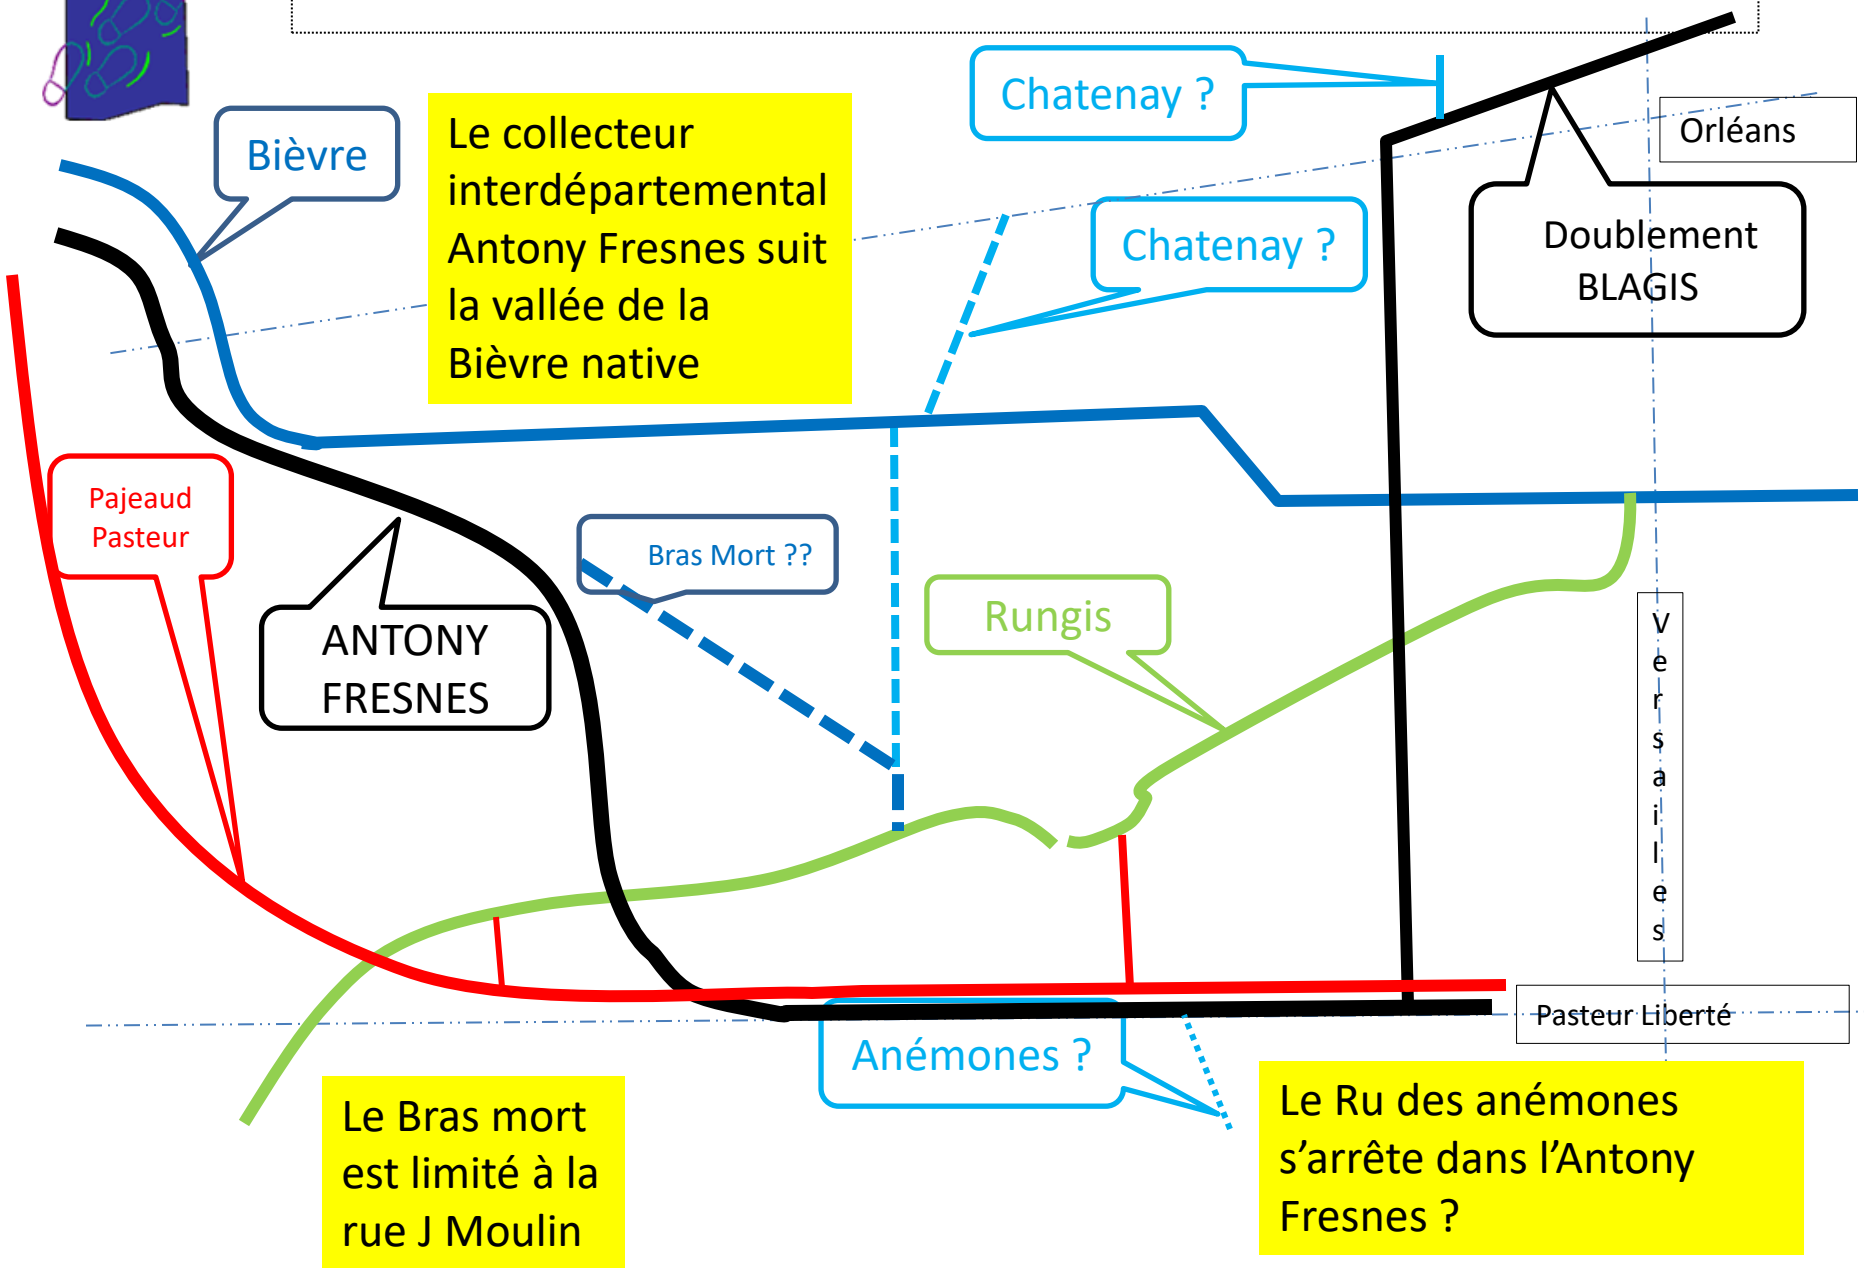 Chatenay ?
Orléans
Bièvre
Le collecteur
interdépartemental
Antony Fresnes suit
la vallée de la
Bièvre native
Chatenay ?
Doublement
BLAGIS
Pajeaud
Pasteur
Bras Mort ??
ANTONY
FRESNES
Rungis
V
e
r
s
a
i
l
e
s
Pasteur Liberté
Anémones ?
Le Bras mort
est limité à la
rue J Moulin
Le Ru des anémones
s’arrête dans l’Antony
Fresnes ?